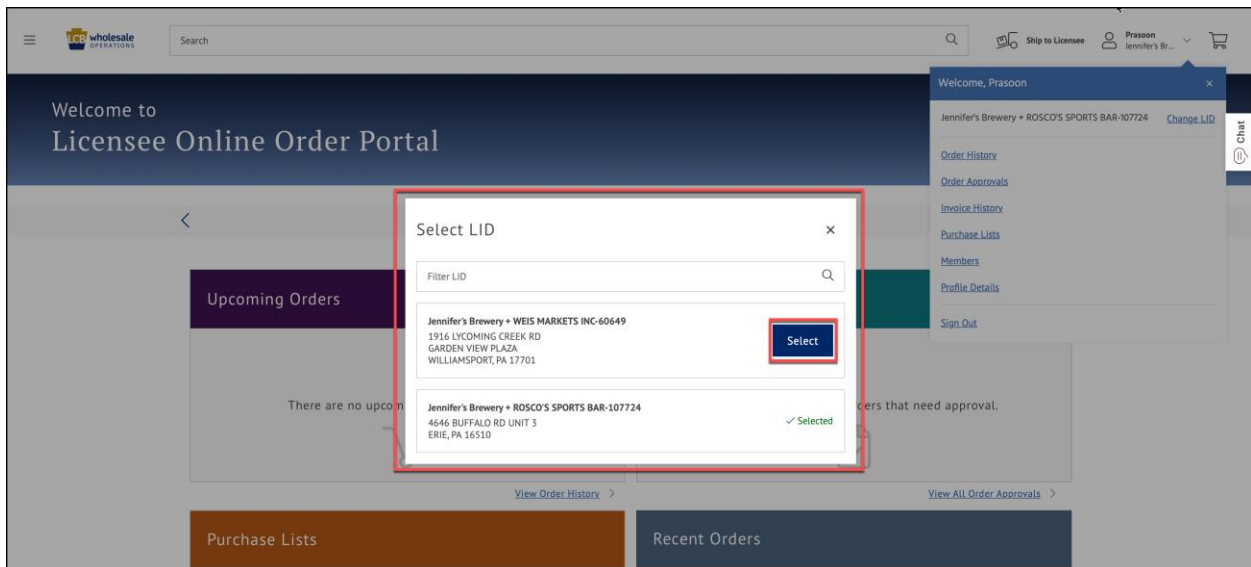 LCB wholesale
OPERATIONS
Search
Ship to Licensee
Prasoon
Jennifer's Br...
Welcome to
Licensee Online Order Portal
Welcome, Prasoon
Jennifer's Brewery + ROSCO'S SPORTS BAR-107724 Change LID
Order History
Order Approvals
Invoice History
Purchase Lists
Members
Profile Details
Sign Out
Chat
Select LID
Filter LID
Jennifer's Brewery + WEIS MARKETS INC-60649
1916 LYCOMING CREEK RD
GARDEN VIEW PLAZA
WILLIAMSPORT, PA 17701
Select
Jennifer's Brewery + ROSCO'S SPORTS BAR-107724
4646 BUFFALO RD UNIT 3
ERIE, PA 16510
Selected
Upcoming Orders
There are no upcom
ders that need approval.
View Order History
View All Order Approvals
Purchase Lists
Recent Orders